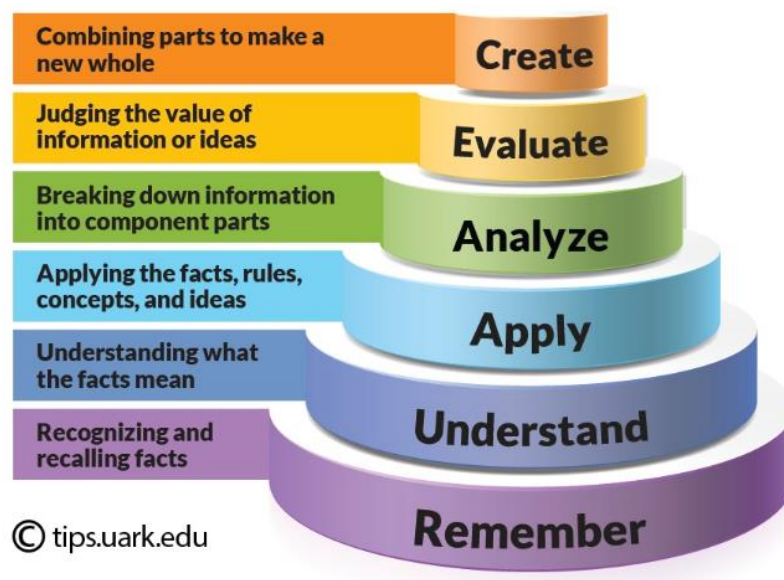 Combining parts to make a
new whole
Create
Judging the value of
information or ideas
Evaluate
Breaking down information
into component parts
Analyze
Applying the facts, rules,
concepts, and ideas
Apply
Understanding what
the facts mean
Understand
Recognizing and
recalling facts
Remember
© tips.uark.edu